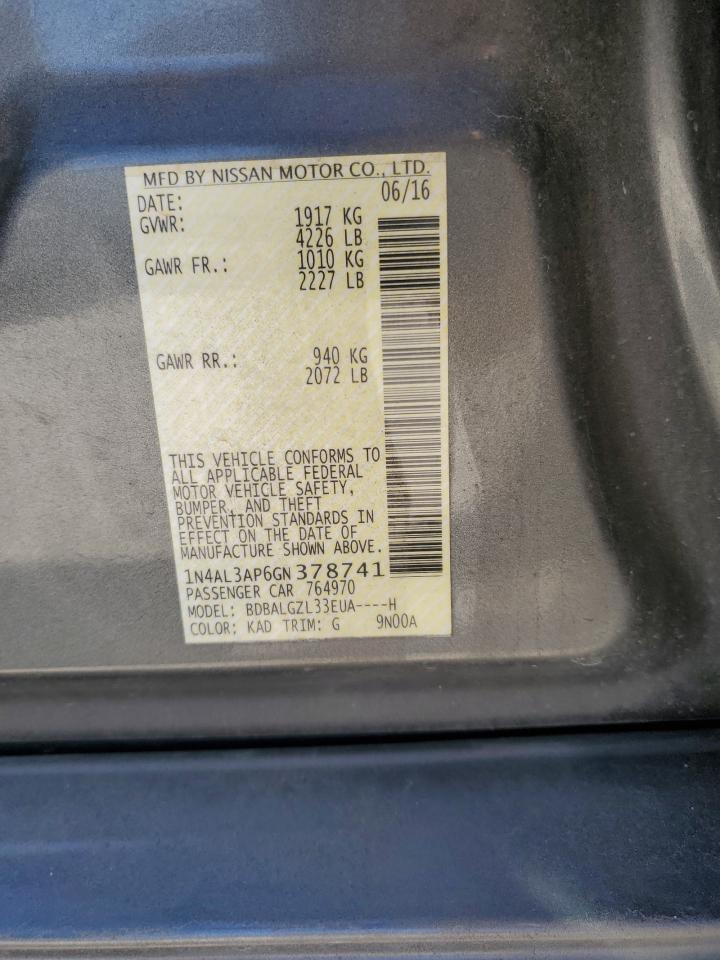 MFD BY NISSAN MOTOR CO., LTD.
DATE: 06/16
GVWR: 1917 KG
4226 LB
GAWR FR.: 1010 KG
2227 LB
GAWR RR.: 940 KG
2072 LB
THIS VEHICLE CONFORMS TO
ALL APPLICABLE FEDERAL
MOTOR VEHICLE SAFETY,
BUMPER, AND THEFT
PREVENTION STANDARDS IN
EFFECT ON THE DATE OF
MANUFACTURE SHOWN ABOVE.
1N4AL3AP6GN378741
PASSENGER CAR 764970
MODEL: BDBALGZL33EUA----H
COLOR: KAD TRIM: G 9N00A